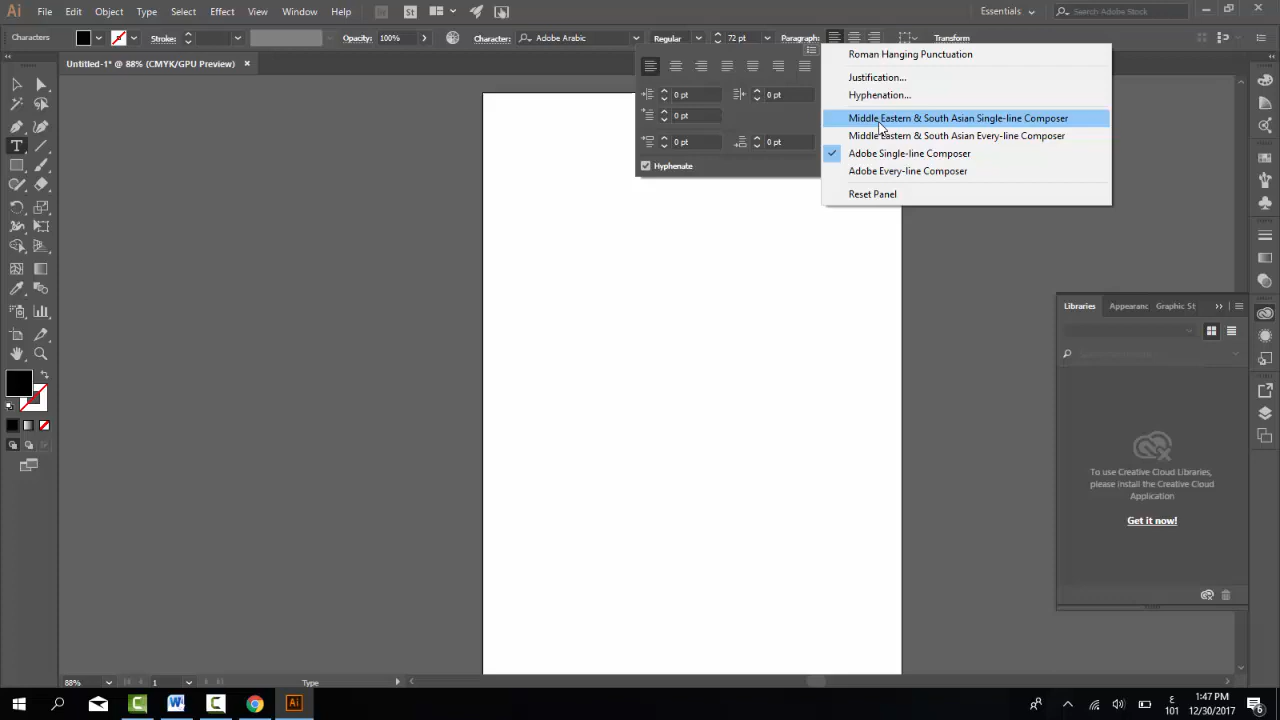 Ai File Edit Object Type Select Effect View Window Help Br St Essentials Search Adobe Stock
Characters Stroke: Opacity: 100% Character: Adobe Arabic Regular 72 pt Paragraph: Transform
Untitled-1* @ 88% (CMYK/GPU Preview)
Roman Hanging Punctuation
Justification...
Hyphenation...
Middle Eastern & South Asian Single-line Composer
Middle Eastern & South Asian Every-line Composer
Adobe Single-line Composer
Adobe Every-line Composer
Reset Panel
0 pt 0 pt
0 pt
0 pt 0 pt
Hyphenate
Libraries Appearanc Graphic St
To use Creative Cloud Libraries,
please install the Creative Cloud
Application
Get it now!
88% 1 Type
Ai 1:47 PM
12/30/2017
ع
101
6